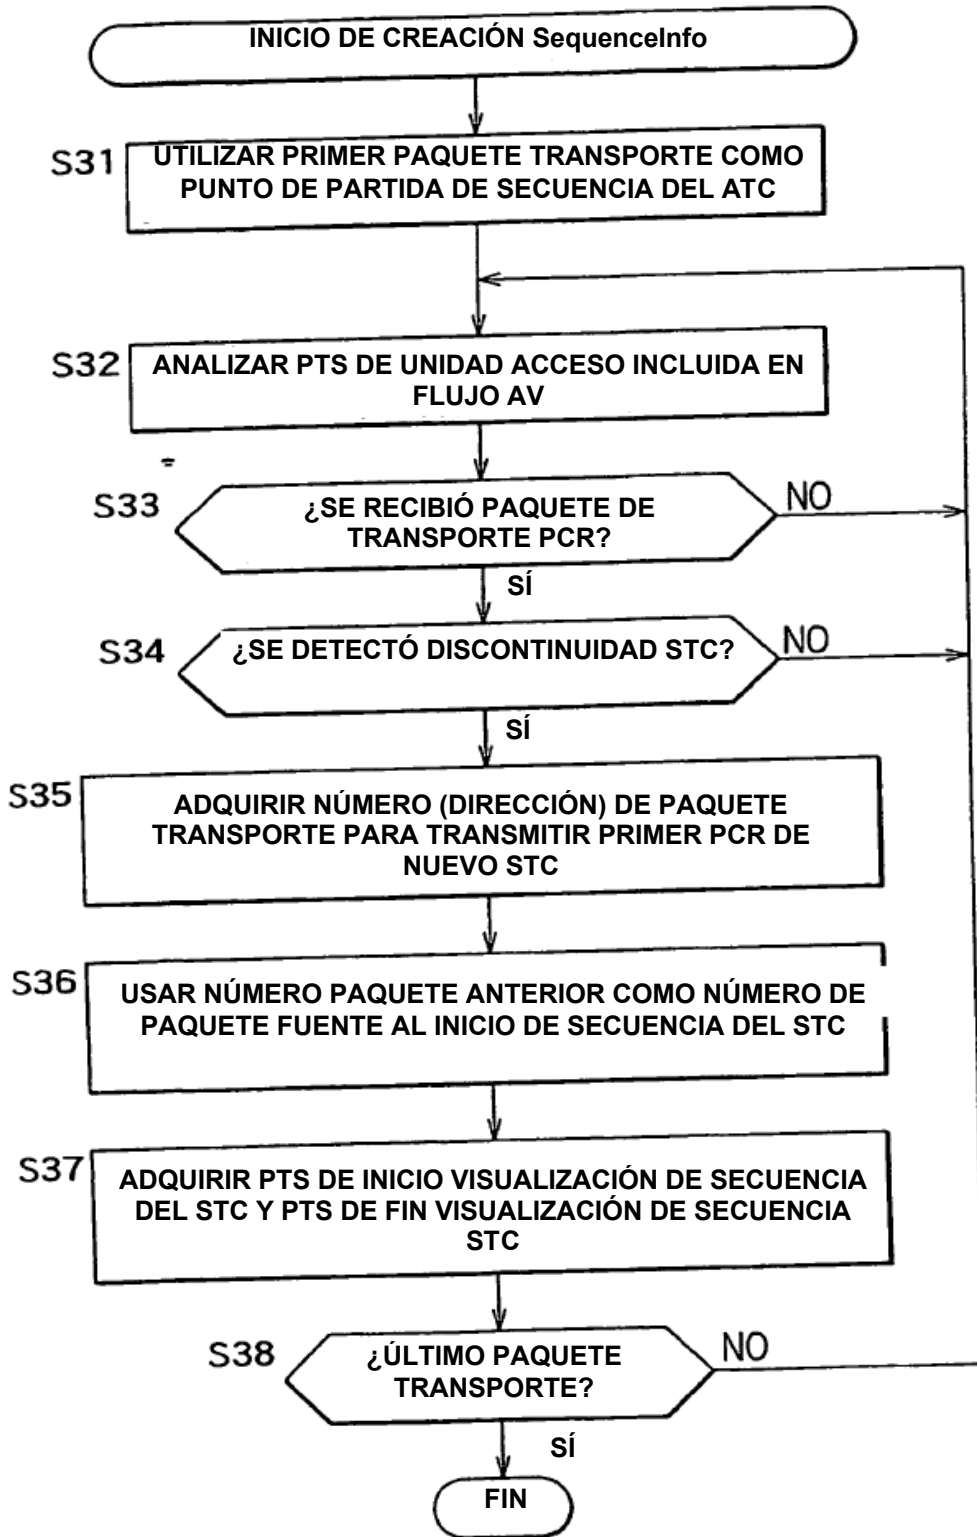 INICIO DE CREACIÓN SequenceInfo
S31
UTILIZAR PRIMER PAQUETE TRANSPORTE COMO
PUNTO DE PARTIDA DE SECUENCIA DEL ATC
S32
ANALIZAR PTS DE UNIDAD ACCESO INCLUIDA EN
FLUJO AV
S33
¿SE RECIBIÓ PAQUETE DE
TRANSPORTE PCR?
NO
SÍ
S34
¿SE DETECTÓ DISCONTINUIDAD STC?
NO
SÍ
S35
ADQUIRIR NÚMERO (DIRECCIÓN) DE PAQUETE
TRANSPORTE PARA TRANSMITIR PRIMER PCR DE
NUEVO STC
S36
USAR NÚMERO PAQUETE ANTERIOR COMO NÚMERO DE
PAQUETE FUENTE AL INICIO DE SECUENCIA DEL STC
S37
ADQUIRIR PTS DE INICIO VISUALIZACIÓN DE SECUENCIA
DEL STC Y PTS DE FIN VISUALIZACIÓN DE SECUENCIA
STC
S38
¿ÚLTIMO PAQUETE
TRANSPORTE?
NO
SÍ
FIN